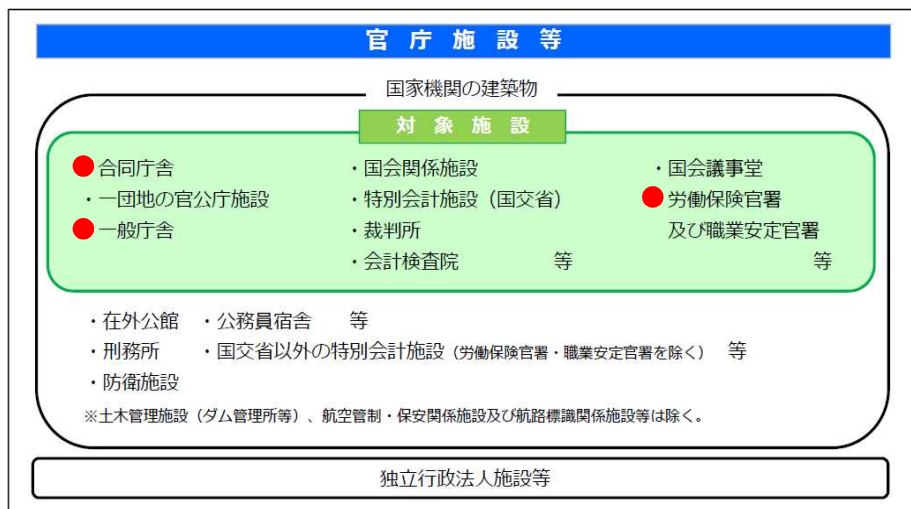 官庁施設等
国家機関の建築物
対象施設
合同庁舎
・一団地の官公庁施設
一般庁舎
・国会関係施設
・特別会計施設（国交省）
・裁判所
・会計検査院 等
・国会議事堂
労働保険官署
及び職業安定官署
等
・在外公館 ・公務員宿舎 等
・刑務所 ・国交省以外の特別会計施設（労働保険官署・職業安定官署を除く） 等
・防衛施設
※土木管理施設（ダム管理所等）、航空管制・保安関係施設及び航路標識関係施設等は除く。
独立行政法人施設等